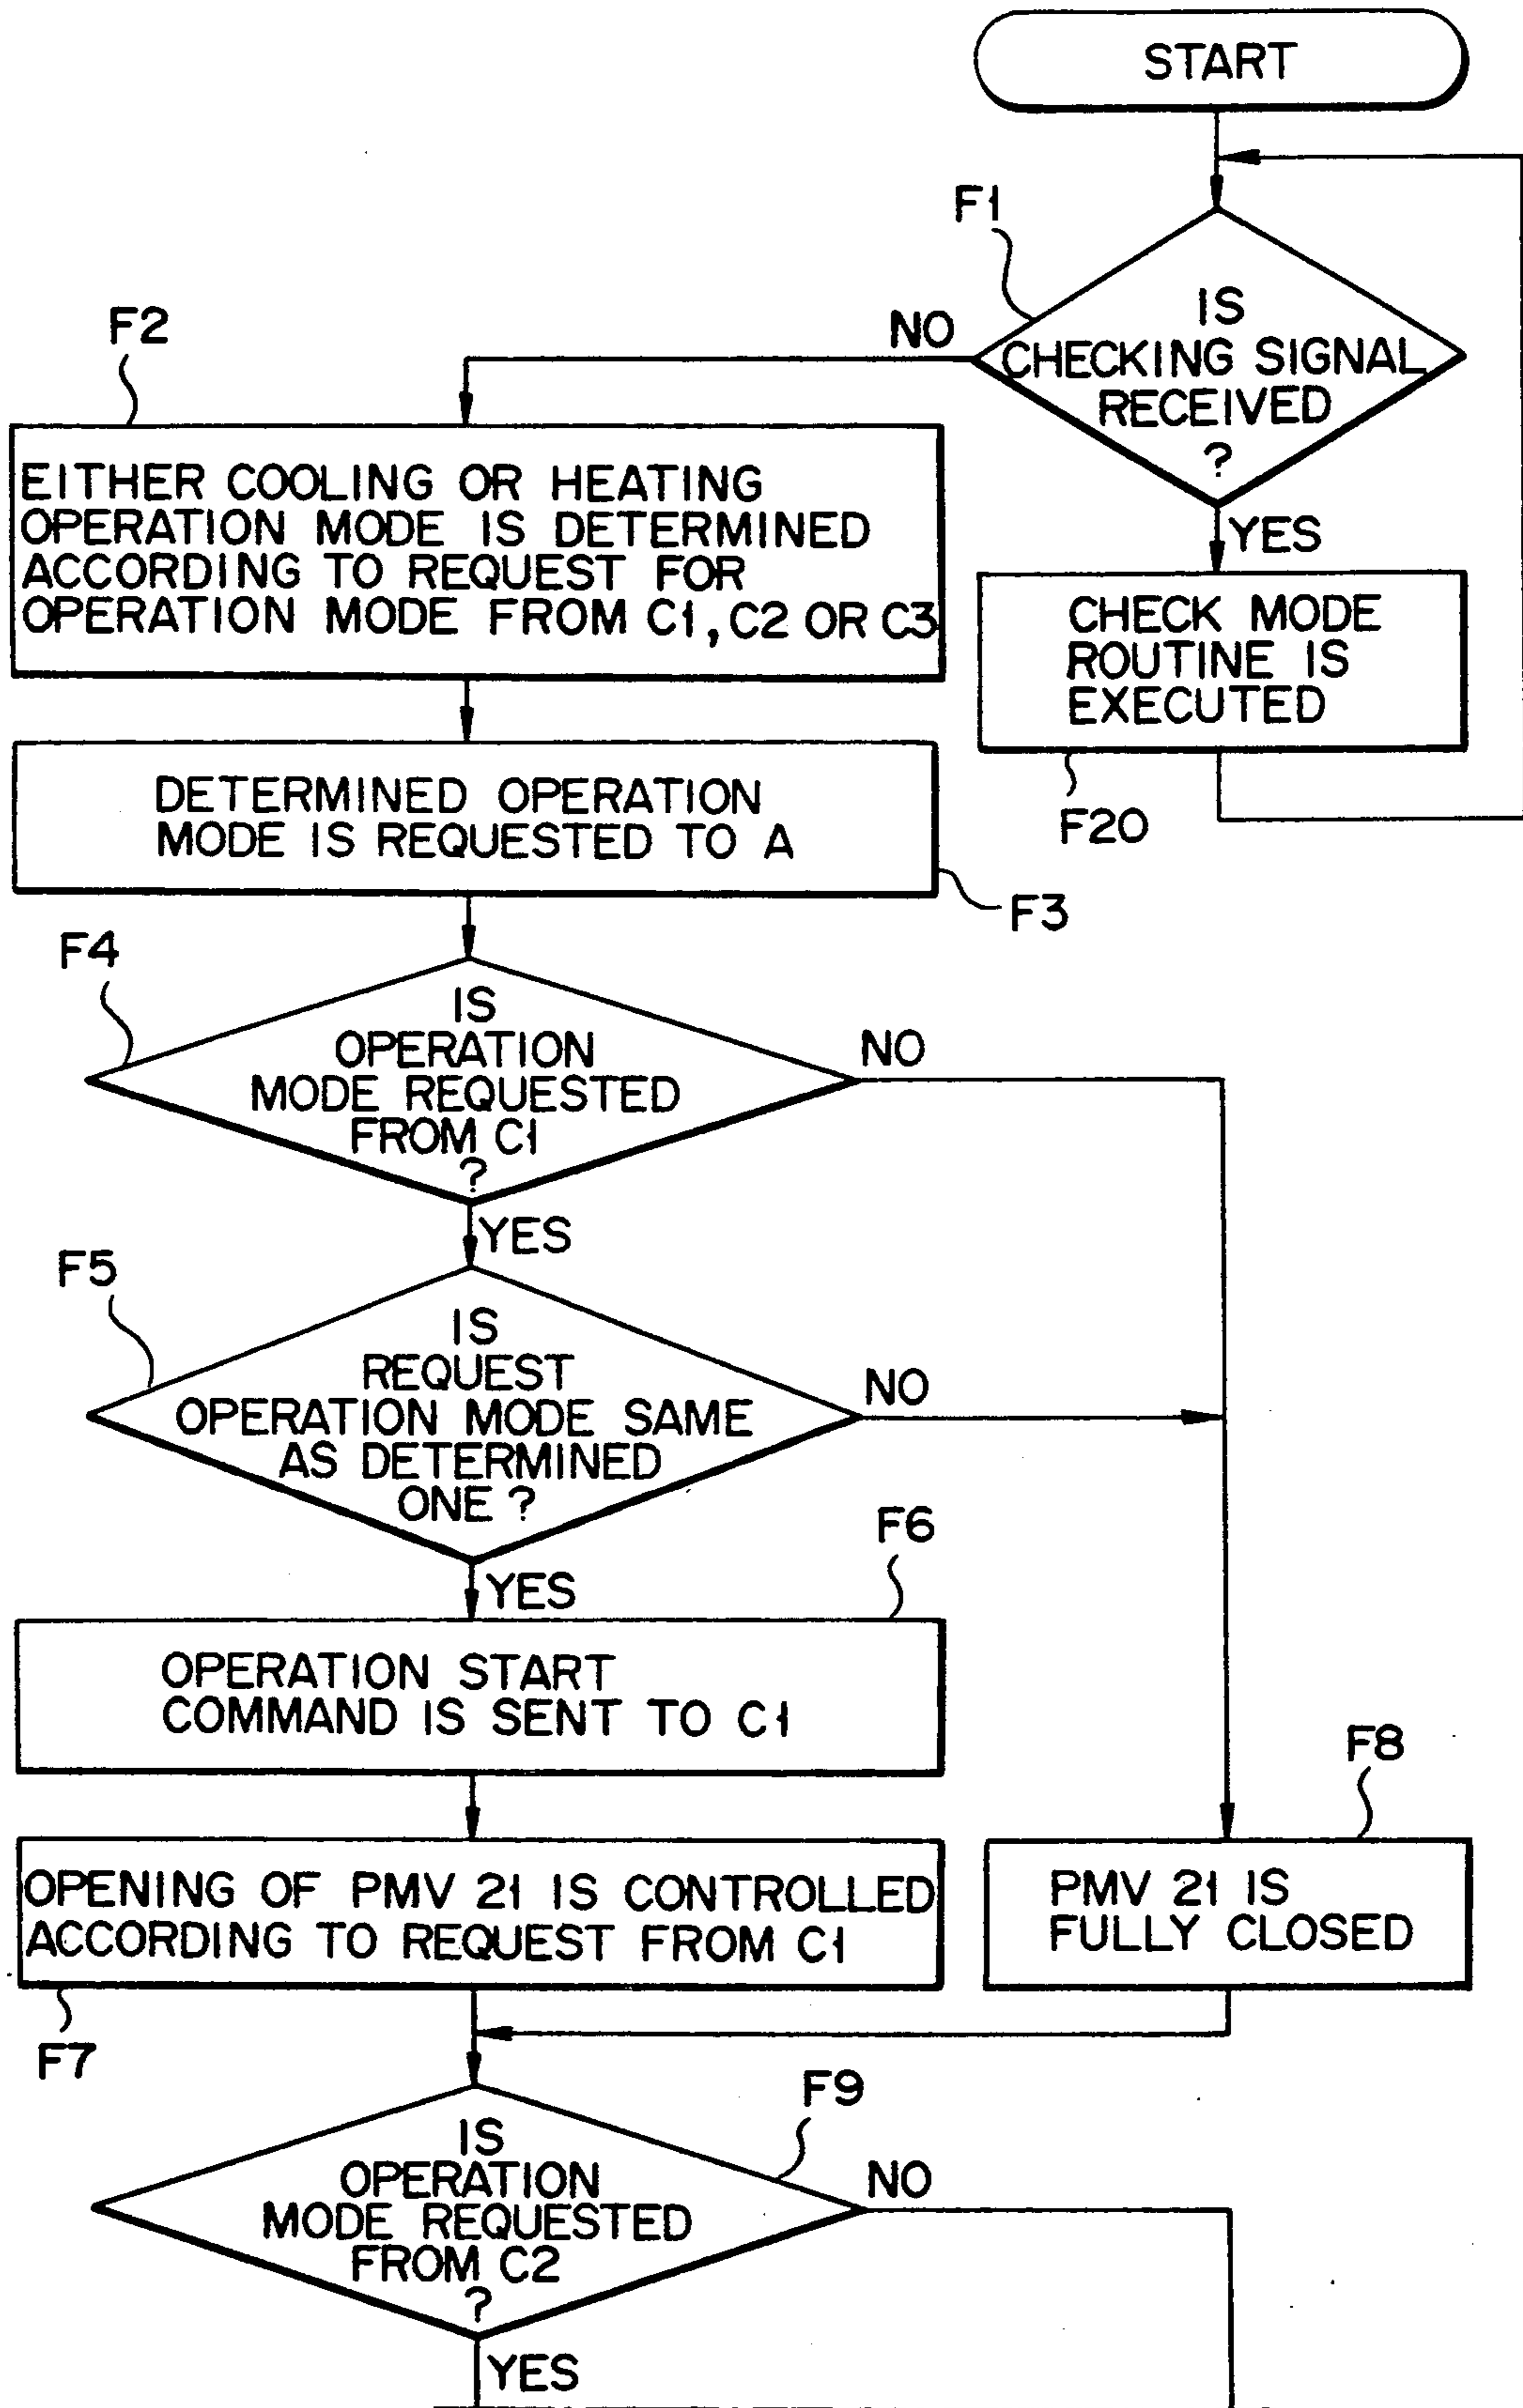 START
F1
IS
CHECKING SIGNAL
RECEIVED
?
NO
YES
F2
EITHER COOLING OR HEATING
OPERATION MODE IS DETERMINED
ACCORDING TO REQUEST FOR
OPERATION MODE FROM C1, C2 OR C3
CHECK MODE
ROUTINE IS
EXECUTED
F20
DETERMINED OPERATION
MODE IS REQUESTED TO A
F3
F4
IS
OPERATION
MODE REQUESTED
FROM C1
?
NO
YES
F5
IS
REQUEST
OPERATION MODE SAME
AS DETERMINED
ONE ?
NO
YES
F6
OPERATION START
COMMAND IS SENT TO C1
F8
OPENING OF PMV 21 IS CONTROLLED
ACCORDING TO REQUEST FROM C1
PMV 21 IS
FULLY CLOSED
F7
F9
IS
OPERATION
MODE REQUESTED
FROM C2
?
NO
YES